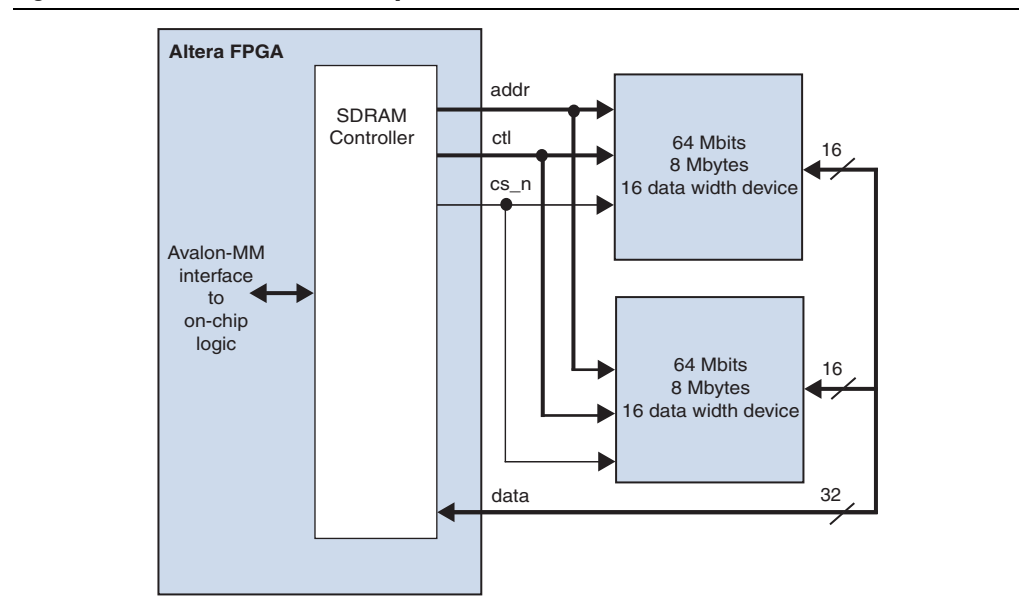 Altera FPGA
SDRAM
Controller
addr
ctl
cs_n
64 Mbits
8 Mbytes
16 data width device
16
Avalon-MM
interface
to
on-chip
logic
64 Mbits
8 Mbytes
16 data width device
16
data
32